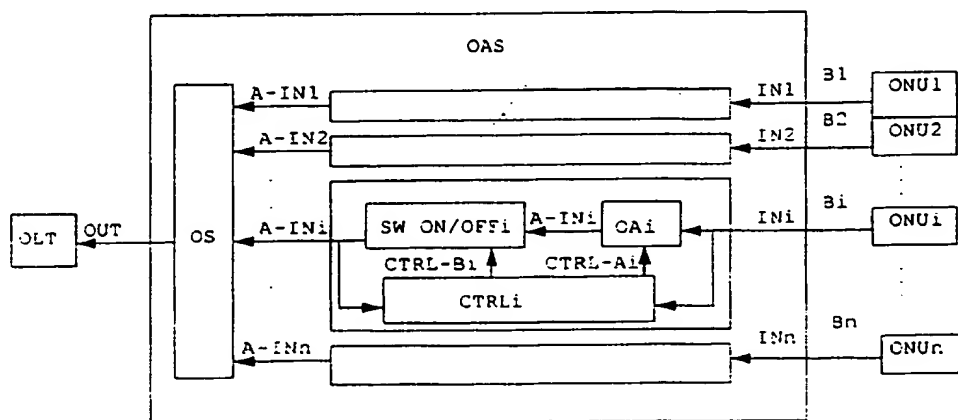 OAS
A-IN1 IN1 B1 ONU1
A-IN2 IN2 B2 ONU2
OLT OUT OS A-INi SW ON/OFFi A-INi OAi INi Bi ONUi
CTRL-Bi CTRL-Ai
CTRLi
A-INn INn Bn ONUn